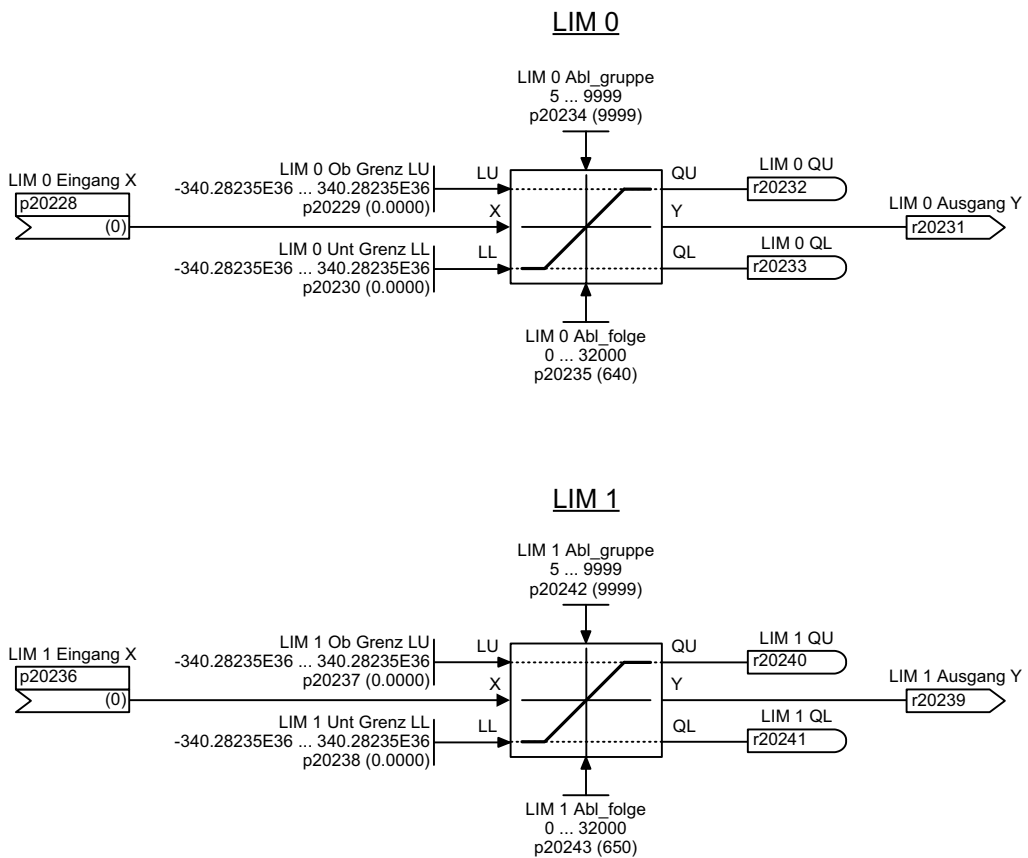 LIM 0
LIM 0 Abl_gruppe
5 ... 9999
p20234 (9999)
LIM 0 Eingang X
p20228
(0)
LIM 0 Ob Grenz LU
-340.28235E36 ... 340.28235E36
p20229 (0.0000)
LU
X
LIM 0 Unt Grenz LL
-340.28235E36 ... 340.28235E36
p20230 (0.0000)
LL
QU
Y
QL
LIM 0 QU
r20232
LIM 0 QL
r20233
LIM 0 Ausgang Y
r20231
LIM 0 Abl_folge
0 ... 32000
p20235 (640)
LIM 1
LIM 1 Abl_gruppe
5 ... 9999
p20242 (9999)
LIM 1 Eingang X
p20236
(0)
LIM 1 Ob Grenz LU
-340.28235E36 ... 340.28235E36
p20237 (0.0000)
LU
X
LIM 1 Unt Grenz LL
-340.28235E36 ... 340.28235E36
p20238 (0.0000)
LL
QU
Y
QL
LIM 1 QU
r20240
LIM 1 QL
r20241
LIM 1 Ausgang Y
r20239
LIM 1 Abl_folge
0 ... 32000
p20243 (650)